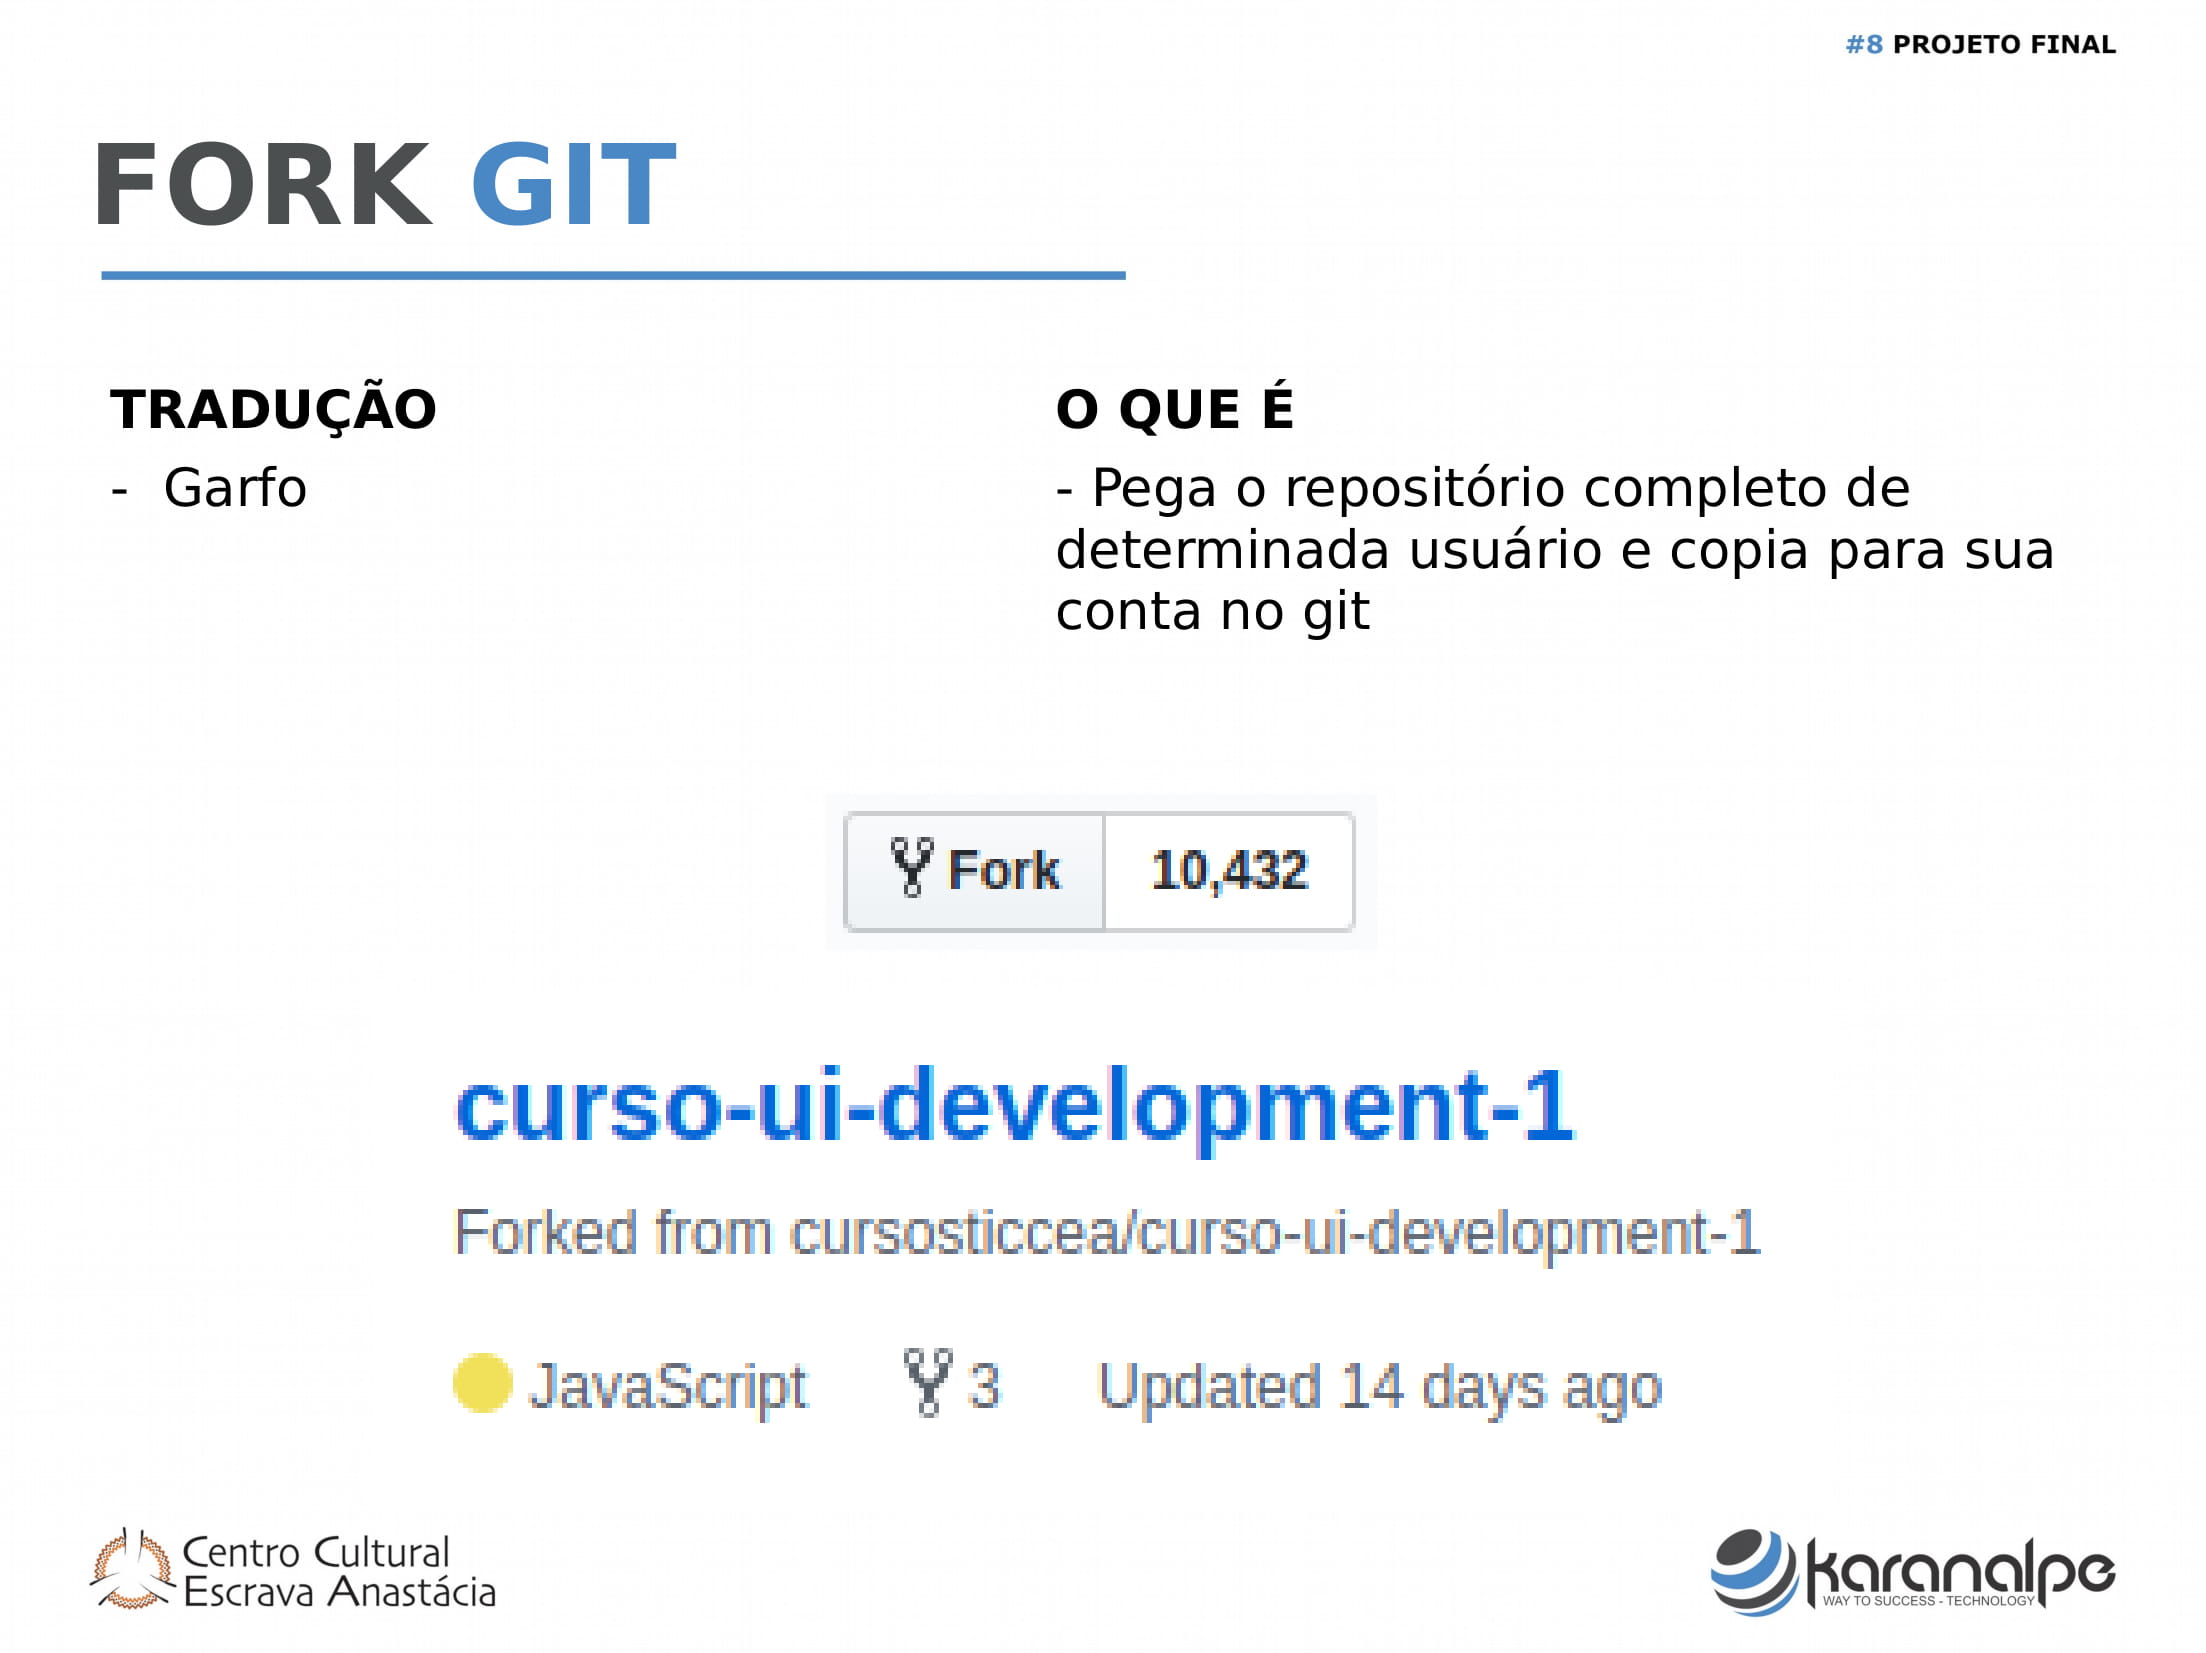 #8 PROJETO FINAL
FORK GIT
TRADUÇÃO
- Garfo
O QUE É
- Pega o repositório completo de
determinada usuário e copia para sua
conta no git
Fork 10,432
curso-ui-development-1
Forked from cursosticcea/curso-ui-development-1
JavaScript 3 Updated 14 days ago
Centro Cultural
Escrava Anastácia
karanalpe
WAY TO SUCCESS - TECHNOLOGY